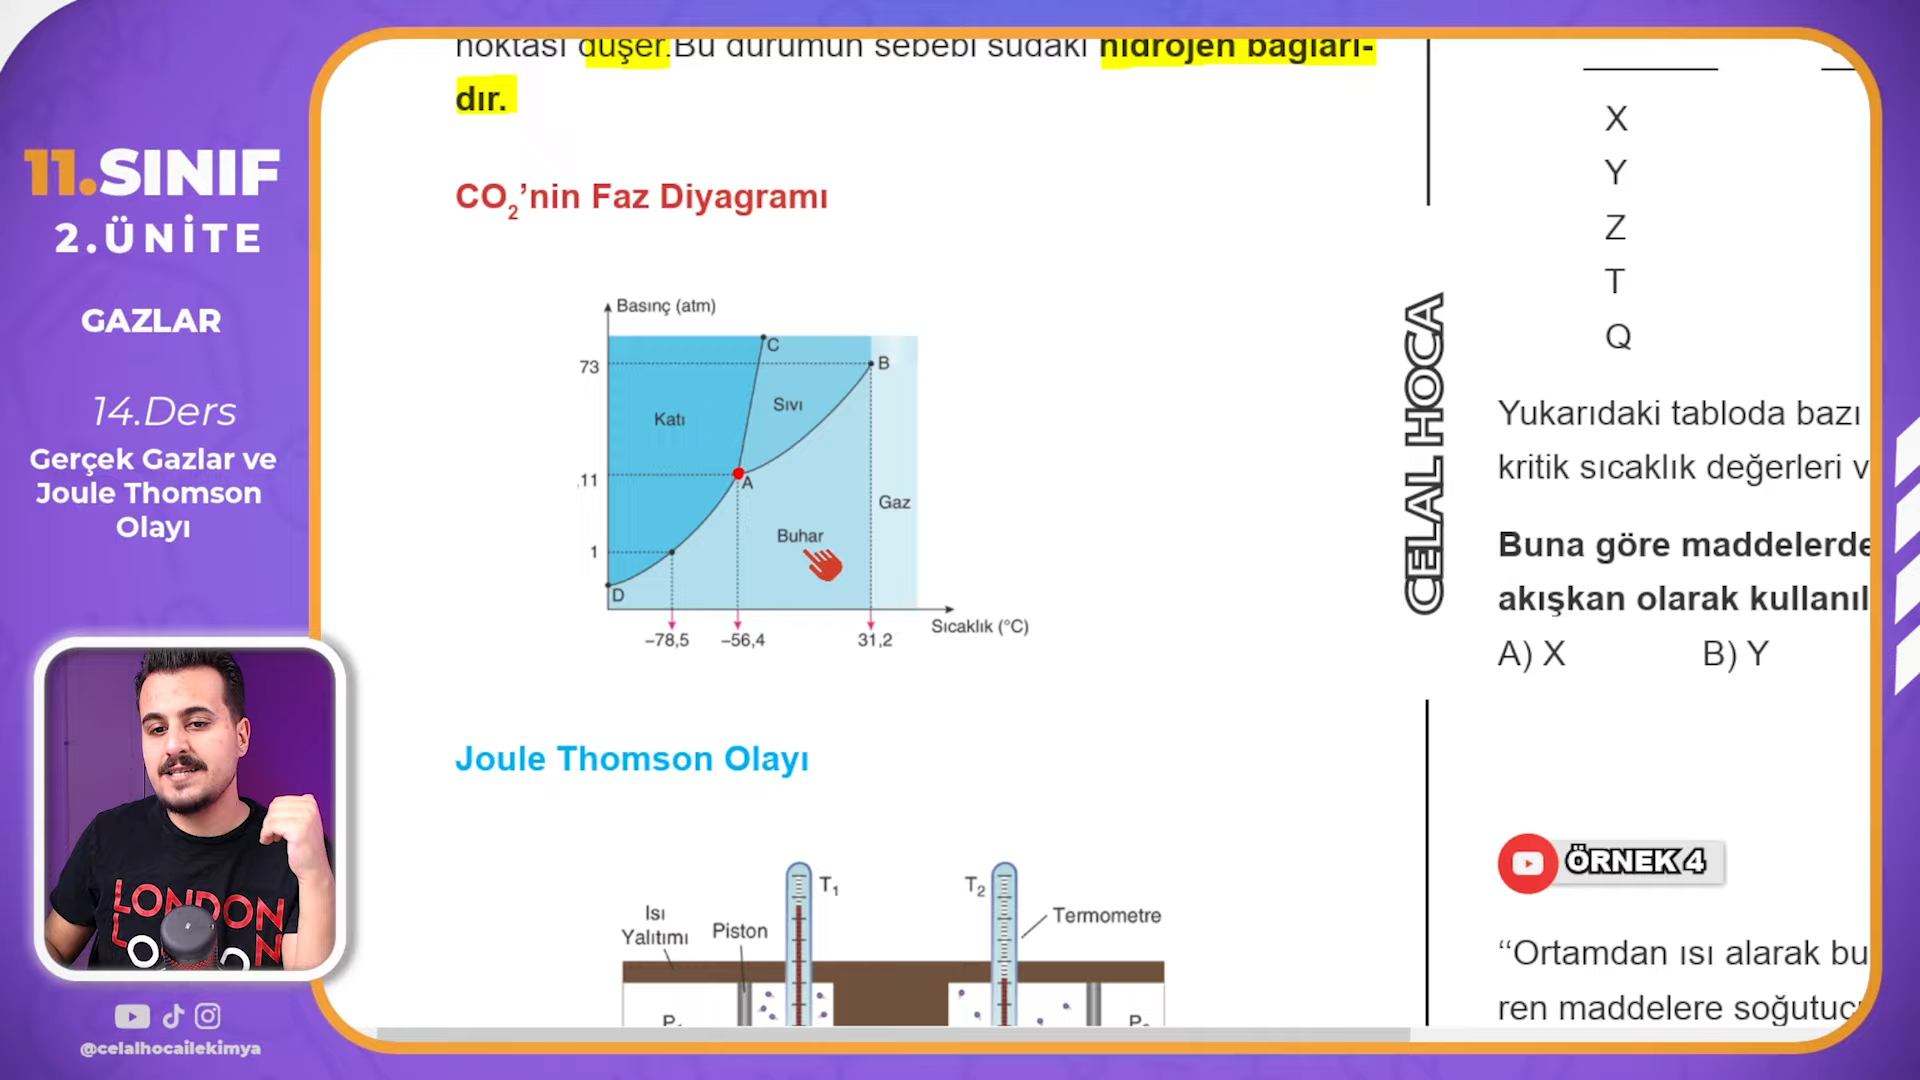 11.SINIF
2.ÜNİTE
GAZLAR
14.Ders
Gerçek Gazlar ve
Joule Thomson
Olayı
LONDON
@celalhocailekimya
noktası düşer.Bu durumun sebebi sudaki hidrojen bağları-
dır.
CO₂’nin Faz Diyagramı
Basınç (atm)
C
73
B
Sıvı
Katı
11
A
Gaz
Buhar
1
D
Sıcaklık (°C)
–78,5
–56,4
31,2
Joule Thomson Olayı
T₁
T₂
Isı
Yalıtımı
Piston
Termometre
CELAL HOCA
X
Y
Z
T
Q
Yukarıdaki tabloda bazı
kritik sıcaklık değerleri v
Buna göre maddelerde
akışkan olarak kullanıl
A) X
B) Y
ÖRNEK 4
“Ortamdan ısı alarak bu
ren maddelere soğutuc